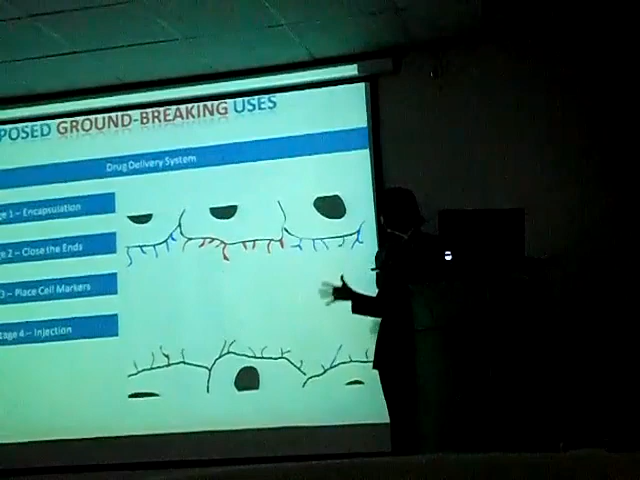 POSED GROUND-BREAKING USES
Drug Delivery System
ge 1 – Encapsulation
ge 2 – Close the Ends
3 – Place Cell Markers
tage 4 – Injection